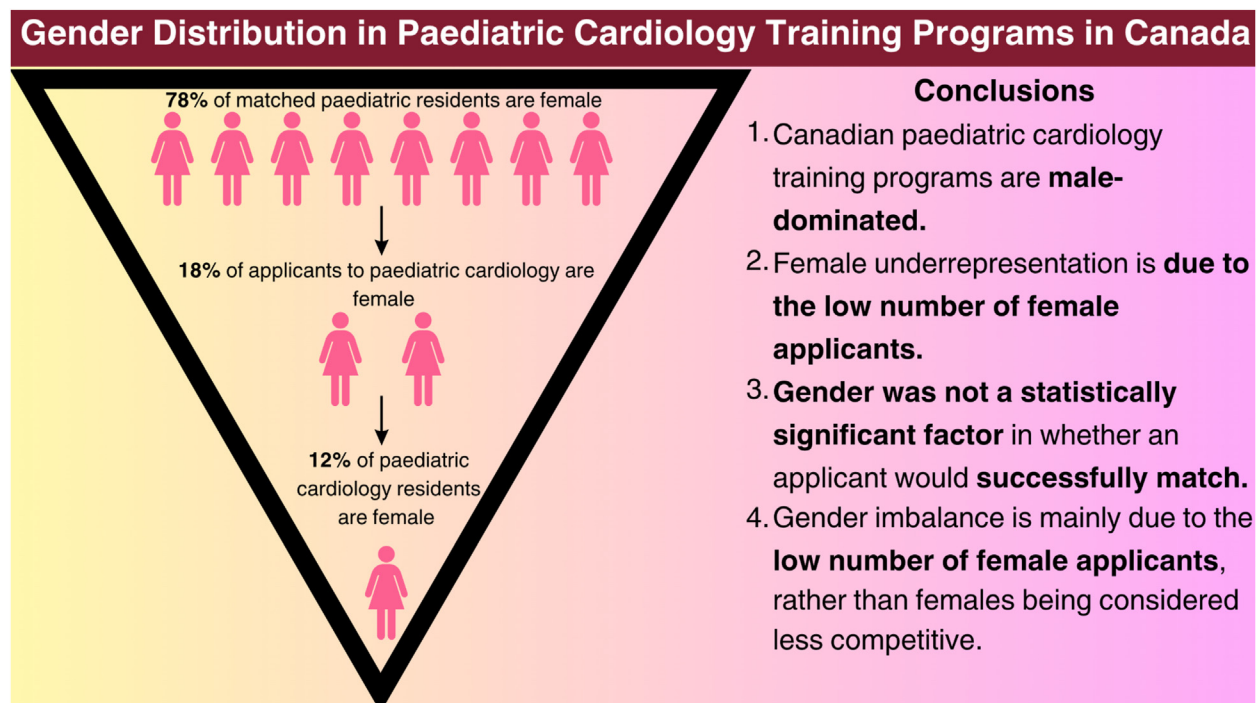 Gender Distribution in Paediatric Cardiology Training Programs in Canada
78% of matched paediatric residents are female
18% of applicants to paediatric cardiology are
female
12% of paediatric
cardiology residents
are female
Conclusions
1. Canadian paediatric cardiology
training programs are male-
dominated.
2. Female underrepresentation is due to
the low number of female
applicants.
3. Gender was not a statistically
significant factor in whether an
applicant would successfully match.
4. Gender imbalance is mainly due to the
low number of female applicants,
rather than females being considered
less competitive.